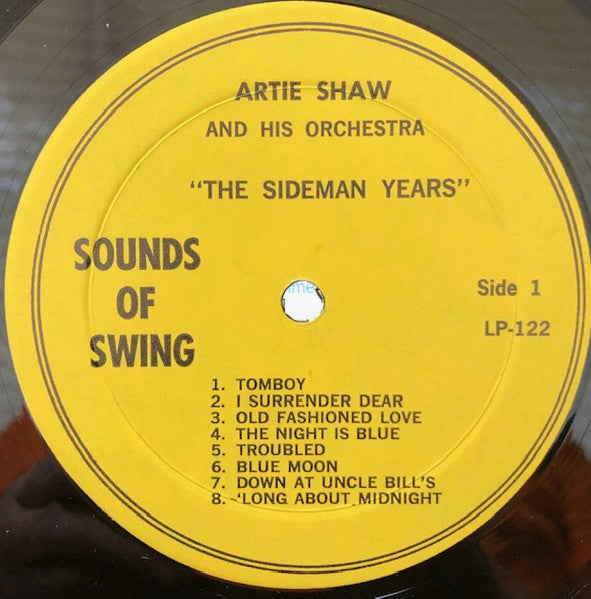 ARTIE SHAW
AND HIS ORCHESTRA
"THE SIDEMAN YEARS"
SOUNDS
OF
SWING
Side 1
LP-122
1. TOMBOY
2. I SURRENDER DEAR
3. OLD FASHIONED LOVE
4. THE NIGHT IS BLUE
5. TROUBLED
6. BLUE MOON
7. DOWN AT UNCLE BILL'S
8. 'LONG ABOUT MIDNIGHT